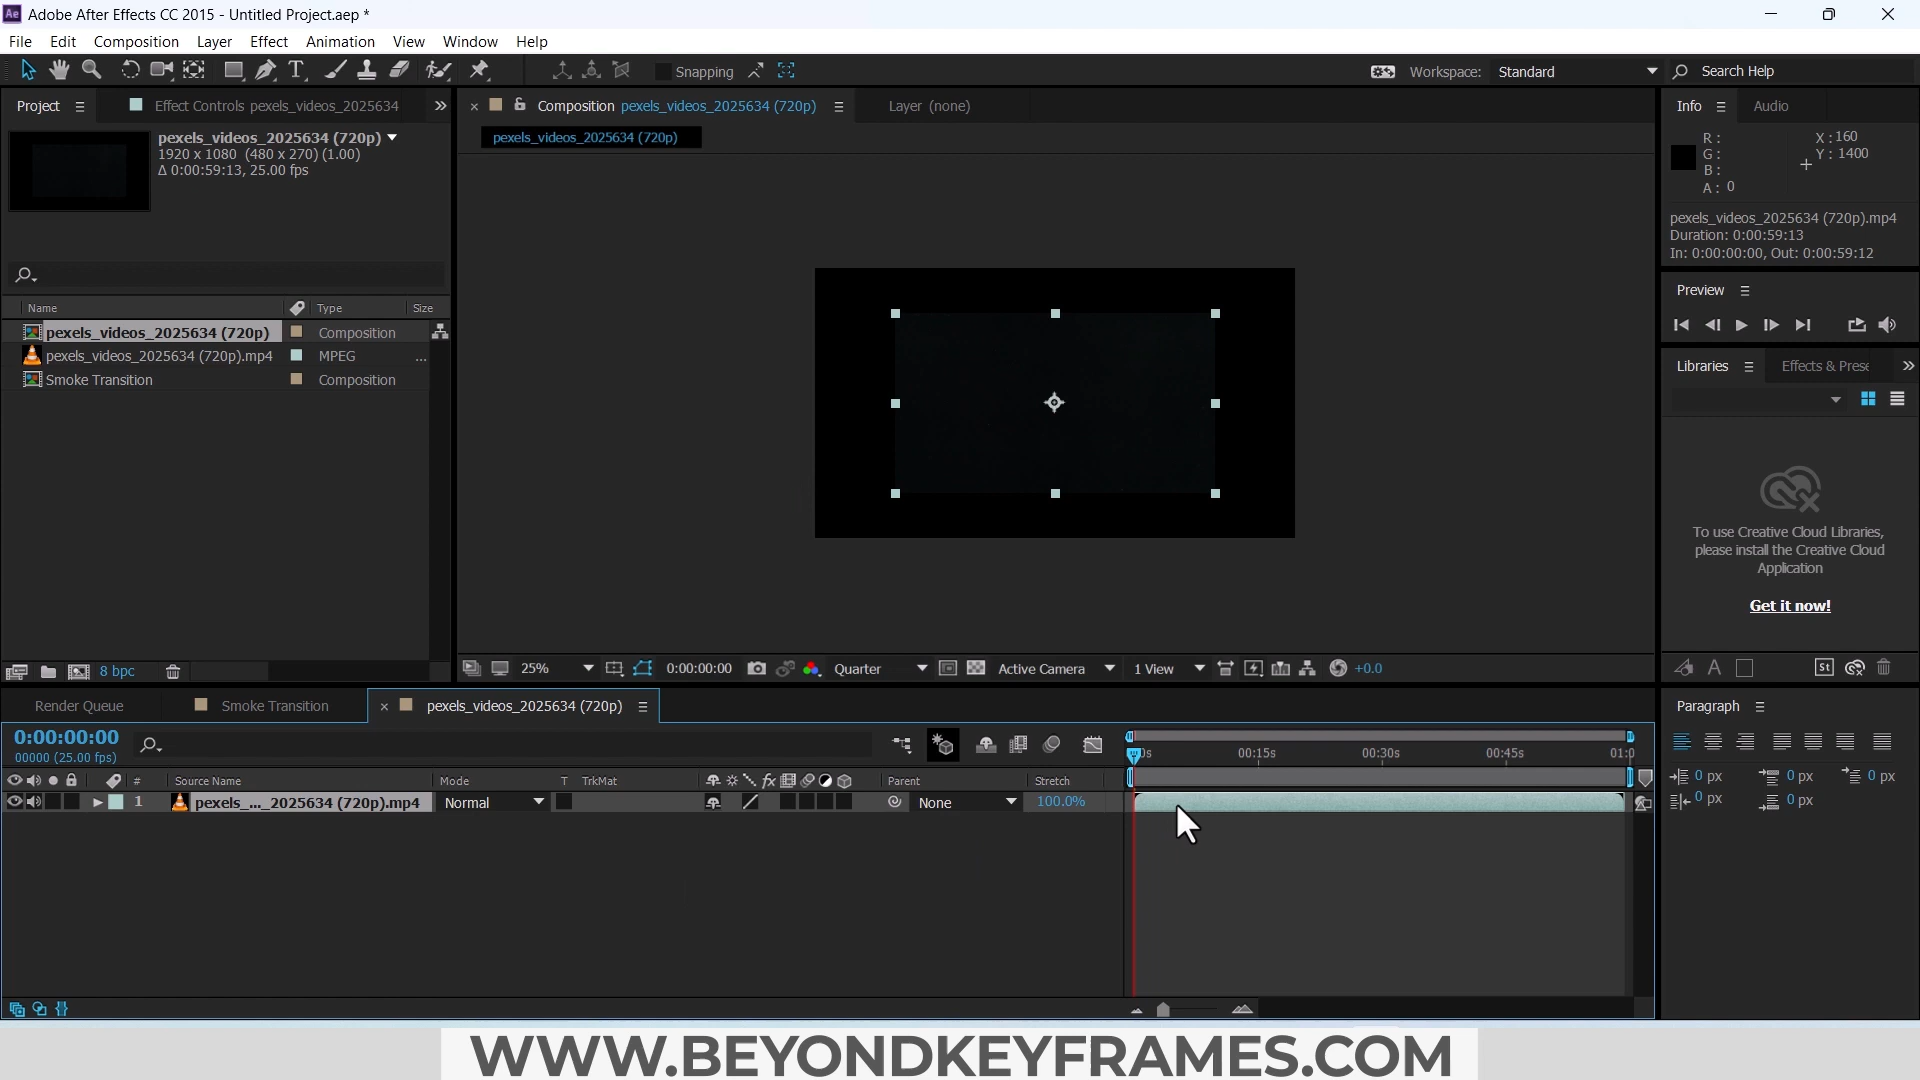 Ae Adobe After Effects CC 2015 - Untitled Project.aep *
File Edit Composition Layer Effect Animation View Window Help
T Snapping Workspace: Standard Search Help
Project Effect Controls pexels_videos_2025634
Composition pexels_videos_2025634 (720p) Layer (none)
Info Audio
pexels_videos_2025634 (720p)
1920 x 1080 (480 x 270) (1.00)
Δ 0:00:59:13, 25.00 fps
pexels_videos_2025634 (720p)
R :
G :
B :
A : 0
X : 160
Y : 1400
pexels_videos_2025634 (720p).mp4
Duration: 0:00:59:13
In: 0:00:00:00, Out: 0:00:59:12
Preview
Name Type Size
pexels_videos_2025634 (720p) Composition
pexels_videos_2025634 (720p).mp4 MPEG ...
Smoke Transition Composition
Libraries Effects & Prese
To use Creative Cloud Libraries,
please install the Creative Cloud
Application
Get it now!
8 bpc
25% 0:00:00:00 Quarter Active Camera 1 View +0.0
St
Render Queue Smoke Transition pexels_videos_2025634 (720p)
Paragraph
0:00:00:00
00000 (25.00 fps)
0s 00:15s 00:30s 00:45s 01:0
# Source Name Mode T TrkMat fx Parent Stretch
1 pexels_..._2025634 (720p).mp4 Normal None 100.0%
0 px 0 px 0 px
0 px 0 px
WWW.BEYONDKEYFRAMES.COM